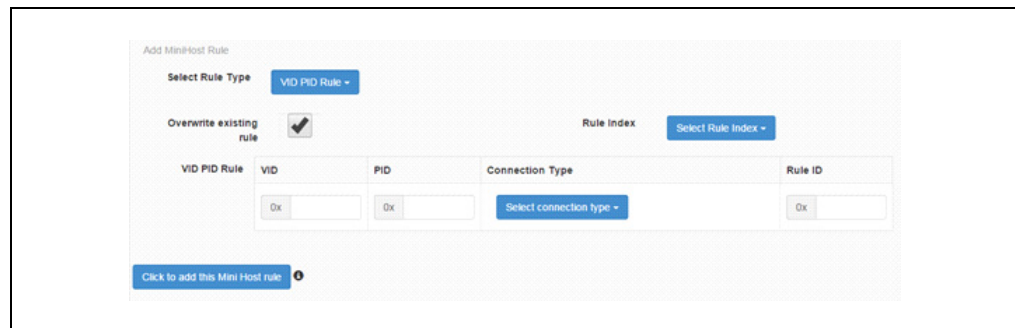 Add MiniHost Rule
Select Rule Type VID PID Rule
Overwrite existing rule Rule Index Select Rule Index
VID PID Rule VID PID Connection Type Rule ID
0x 0x Select connection type 0x
Click to add this Mini Host rule